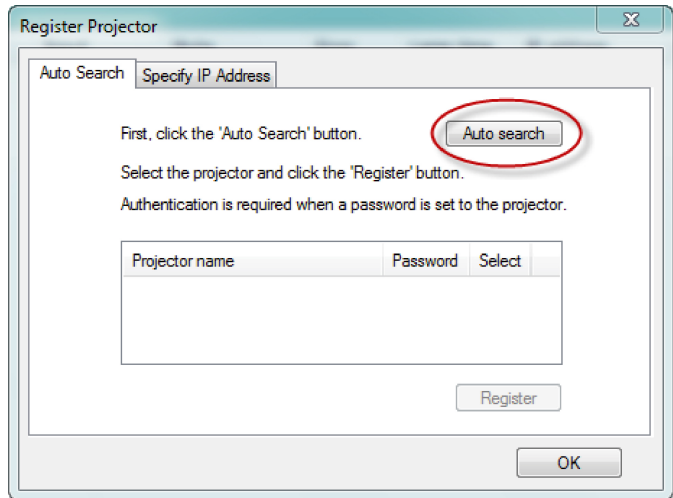 Register Projector
Auto Search
Specify IP Address
First, click the 'Auto Search' button.
Auto search
Select the projector and click the 'Register' button.
Authentication is required when a password is set to the projector.
Projector name Password Select
Register
OK